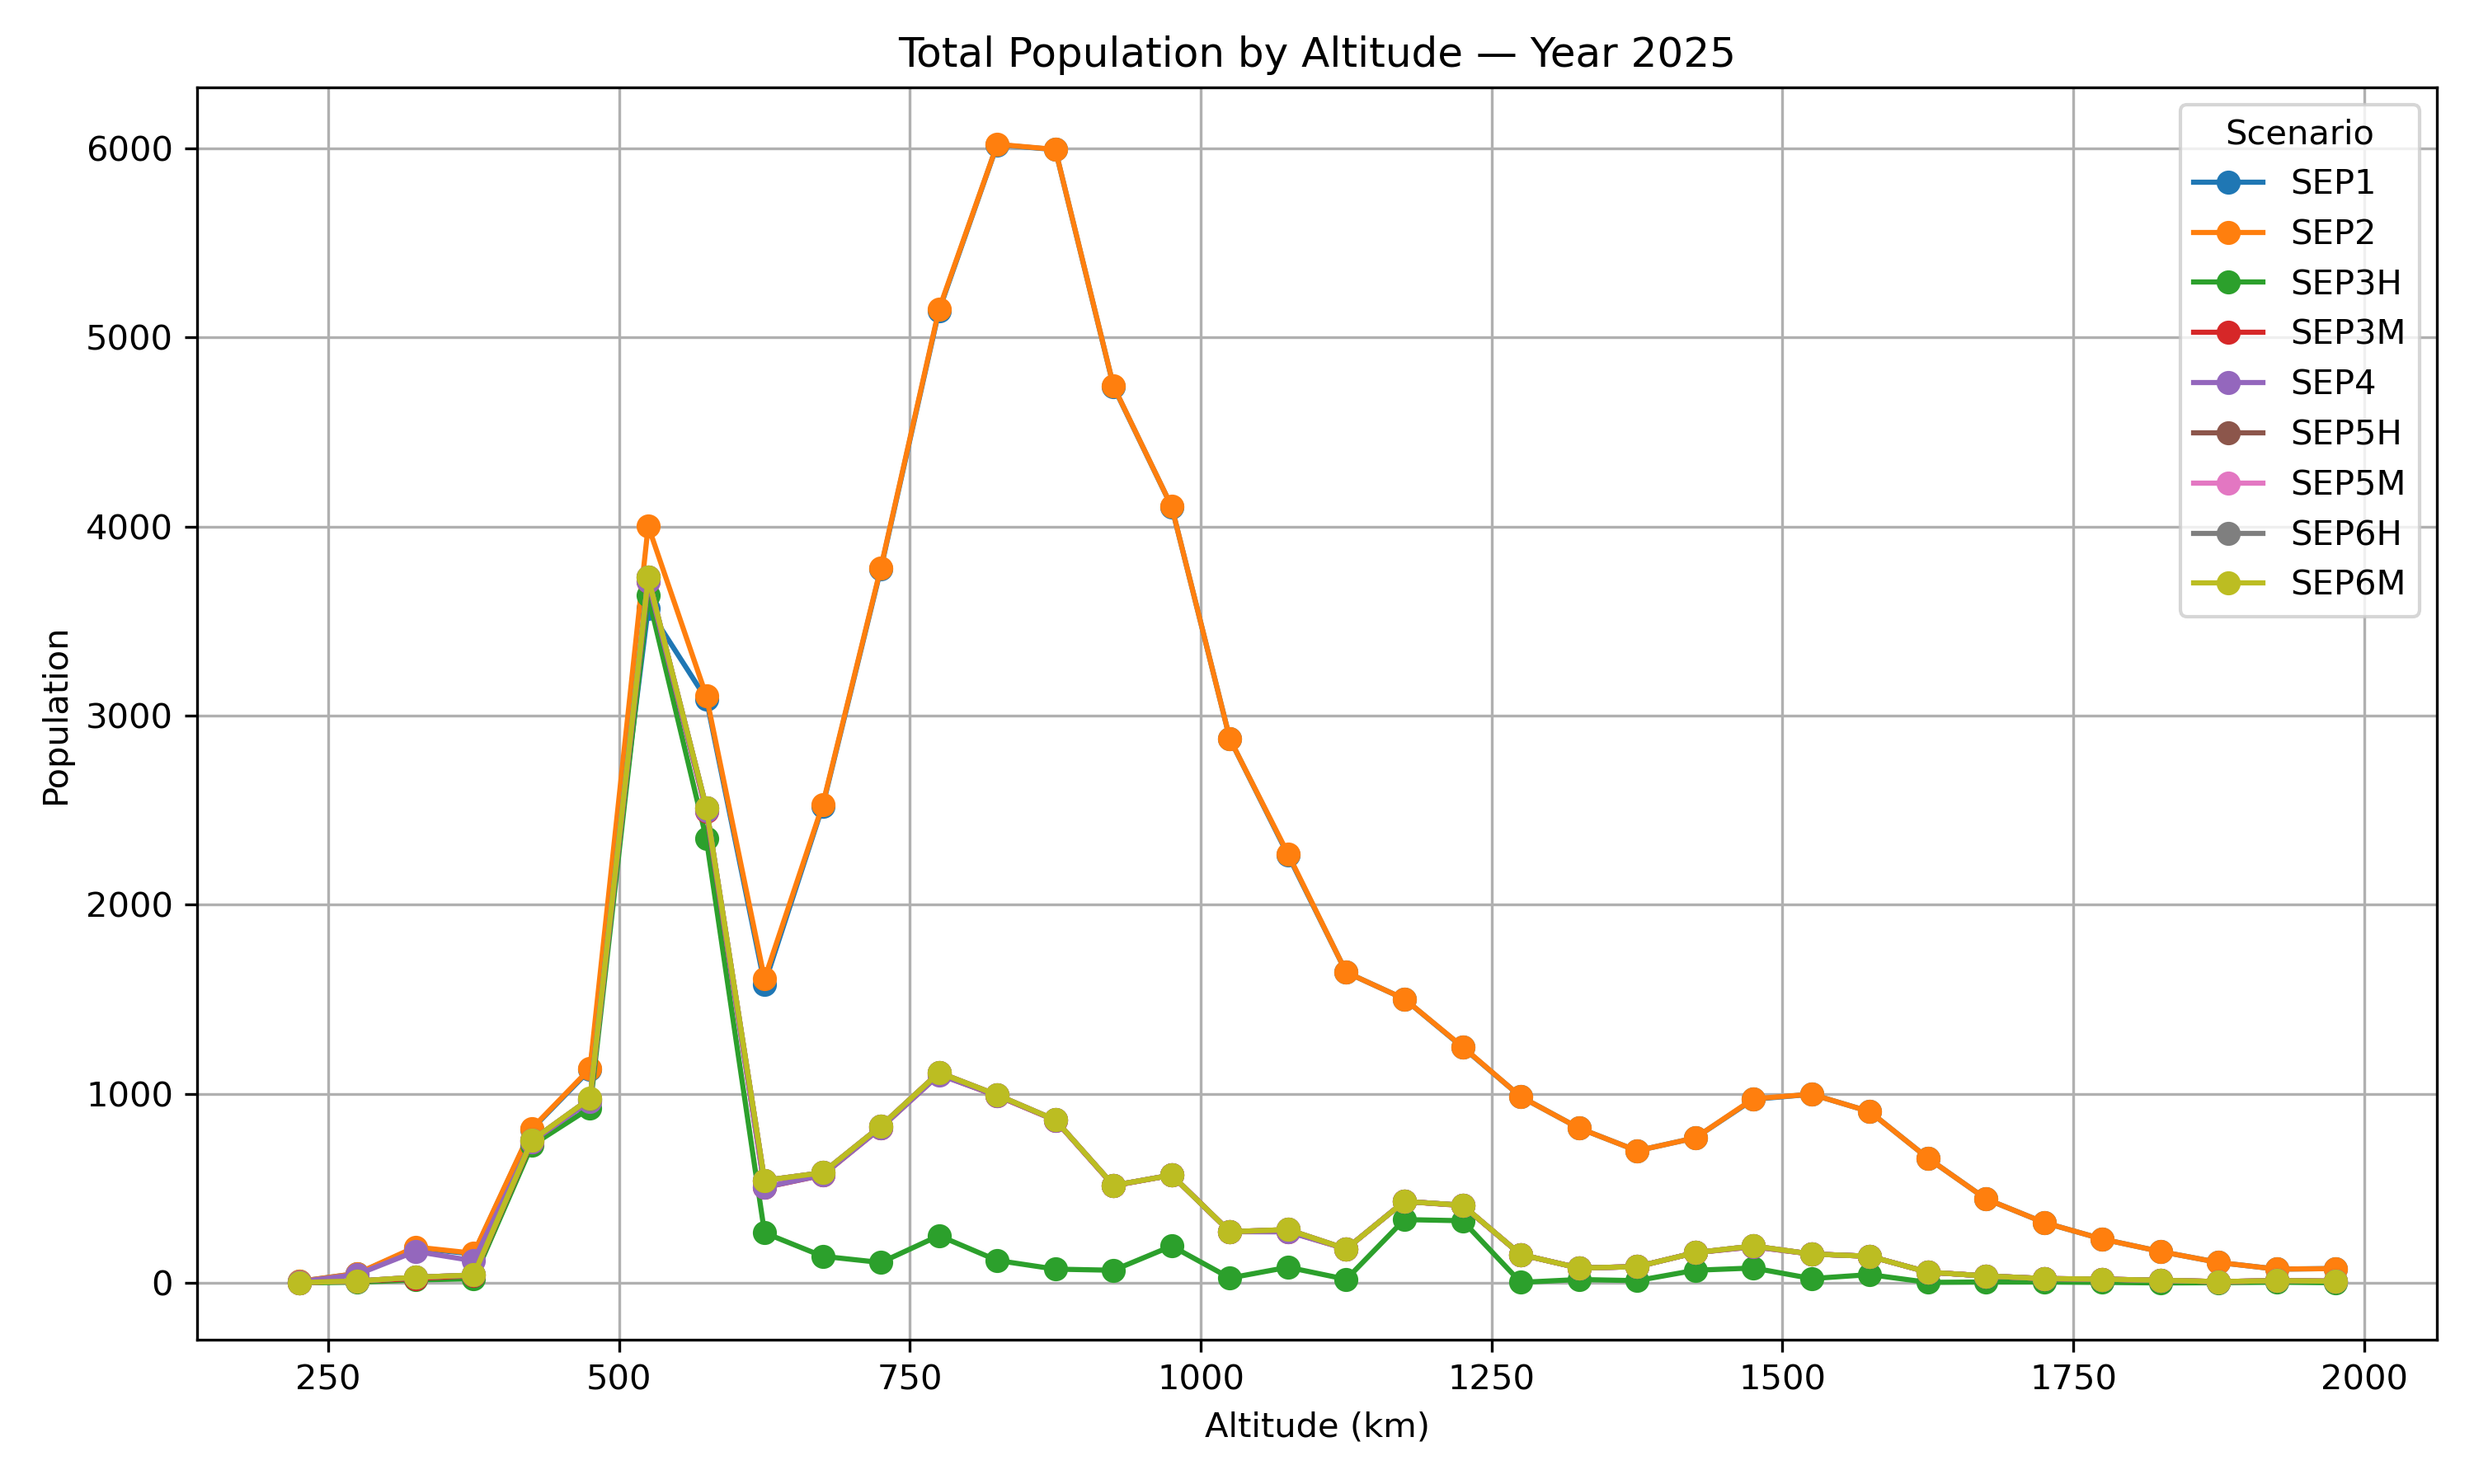 Total Population by Altitude — Year 2025
Population
6000
5000
4000
3000
2000
1000
0
Scenario
SEP1
SEP2
SEP3H
SEP3M
SEP4
SEP5H
SEP5M
SEP6H
SEP6M
250 500 750 1000 1250 1500 1750 2000
Altitude (km)